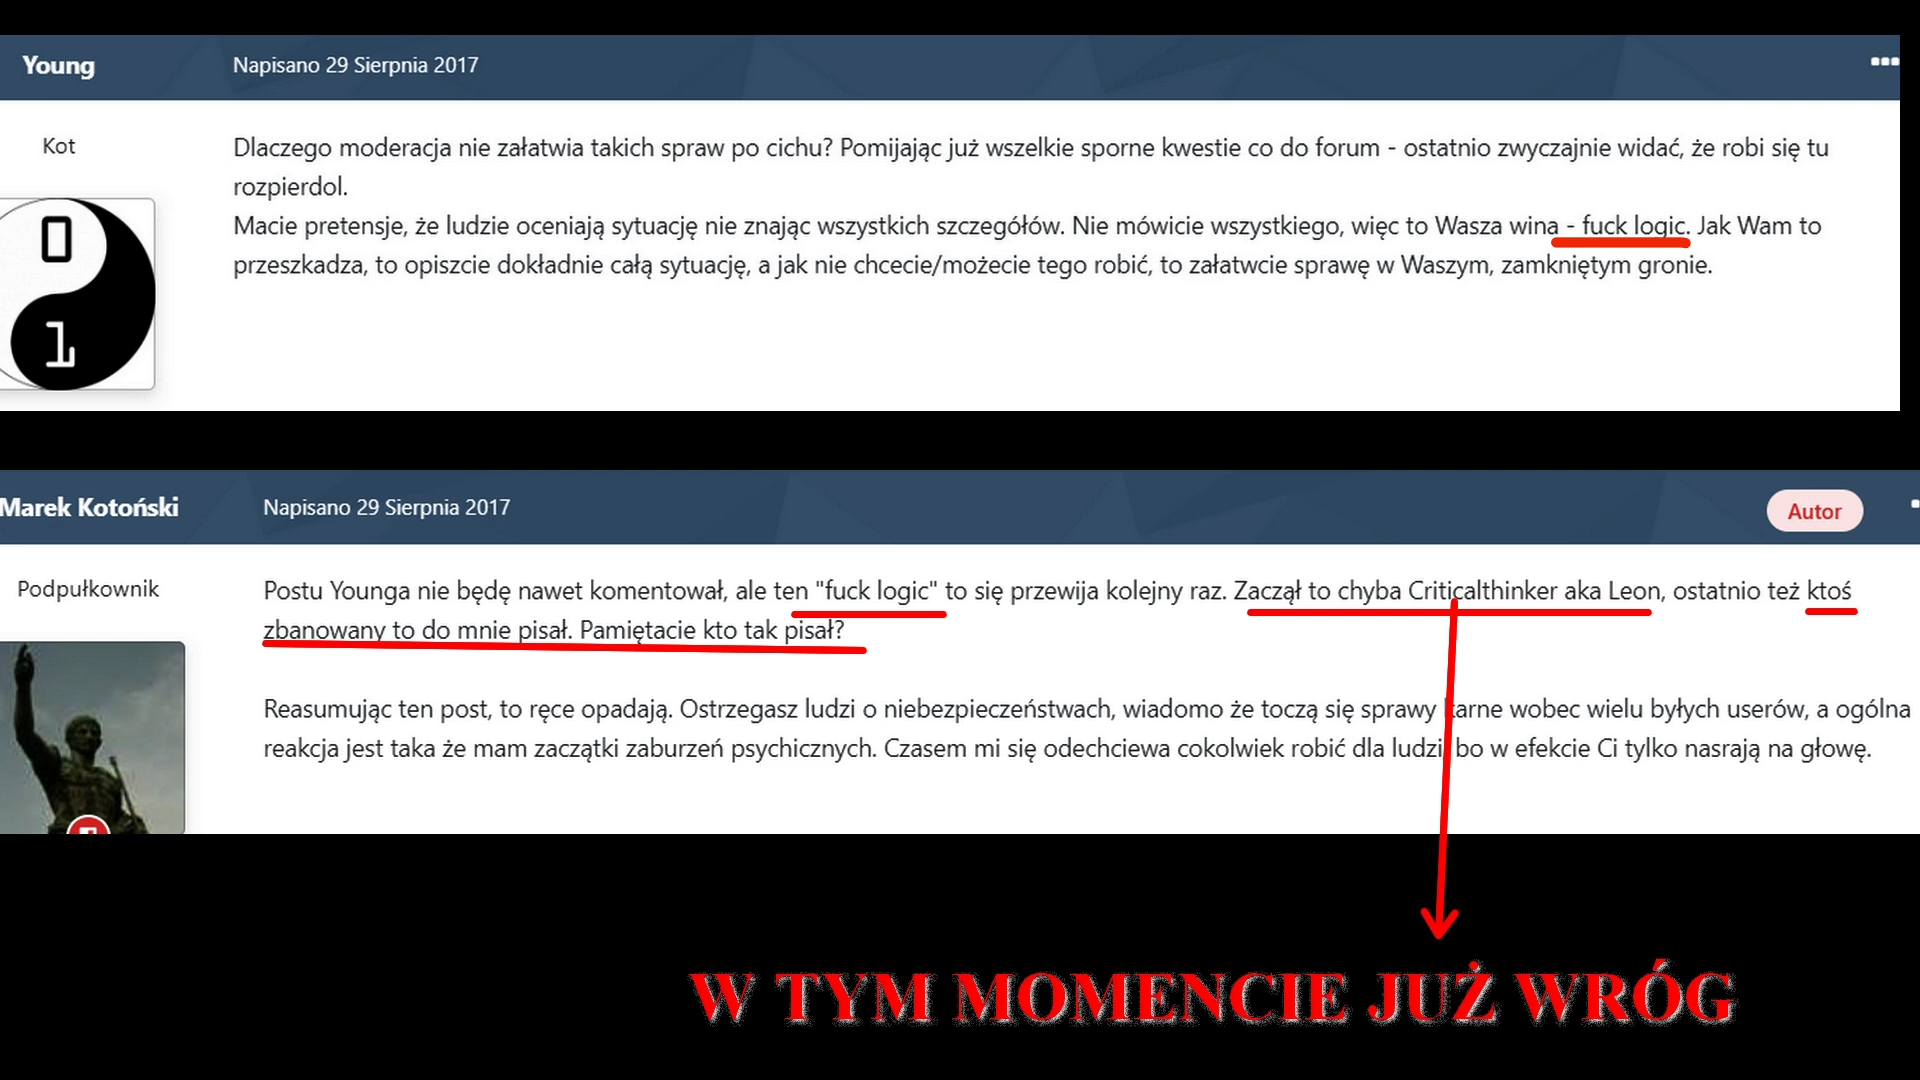 Young
Napisano 29 Sierpnia 2017
Kot
Dlaczego moderacja nie załatwia takich spraw po cichu? Pomijając już wszelkie sporne kwestie co do forum - ostatnio zwyczajnie widać, że robi się tu
rozpierdol.
Macie pretensje, że ludzie oceniają sytuację nie znając wszystkich szczegółów. Nie mówicie wszystkiego, więc to Wasza wina - fuck logic. Jak Wam to
przeszkadza, to opiszcie dokładnie całą sytuację, a jak nie chcecie/możecie tego robić, to załatwcie sprawę w Waszym, zamkniętym gronie.
0
1
Marek Kotoński
Napisano 29 Sierpnia 2017
Autor
Podpułkownik
Postu Younga nie będę nawet komentował, ale ten "fuck logic" to się przewija kolejny raz. Zaczął to chyba Criticalthinker aka Leon, ostatnio też ktoś
zbanowany to do mnie pisał. Pamiętacie kto tak pisał?
Reasumując ten post, to ręce opadają. Ostrzegasz ludzi o niebezpieczeństwach, wiadomo że toczą się sprawy karne wobec wielu byłych userów, a ogólna
reakcja jest taka że mam zaczątki zaburzeń psychicznych. Czasem mi się odechciewa cokolwiek robić dla ludzi, bo w efekcie Ci tylko nasrają na głowę.
W TYM MOMENCIE JUŻ WRÓG